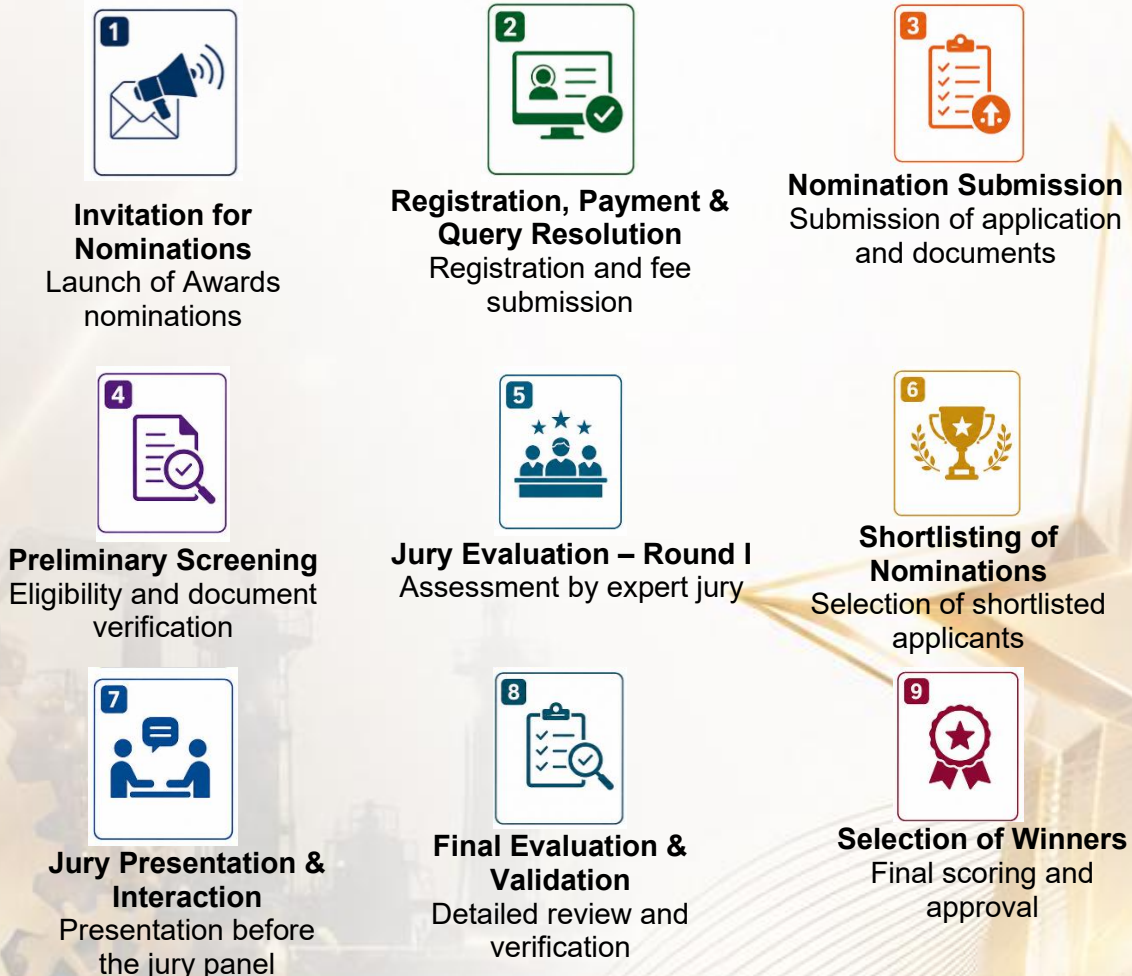 1
Invitation for
Nominations
Launch of Awards
nominations
2
Registration, Payment &
Query Resolution
Registration and fee
submission
3
Nomination Submission
Submission of application
and documents
4
Preliminary Screening
Eligibility and document
verification
5
Jury Evaluation – Round I
Assessment by expert jury
6
Shortlisting of
Nominations
Selection of shortlisted
applicants
7
Jury Presentation &
Interaction
Presentation before
the jury panel
8
Final Evaluation &
Validation
Detailed review and
verification
9
Selection of Winners
Final scoring and
approval